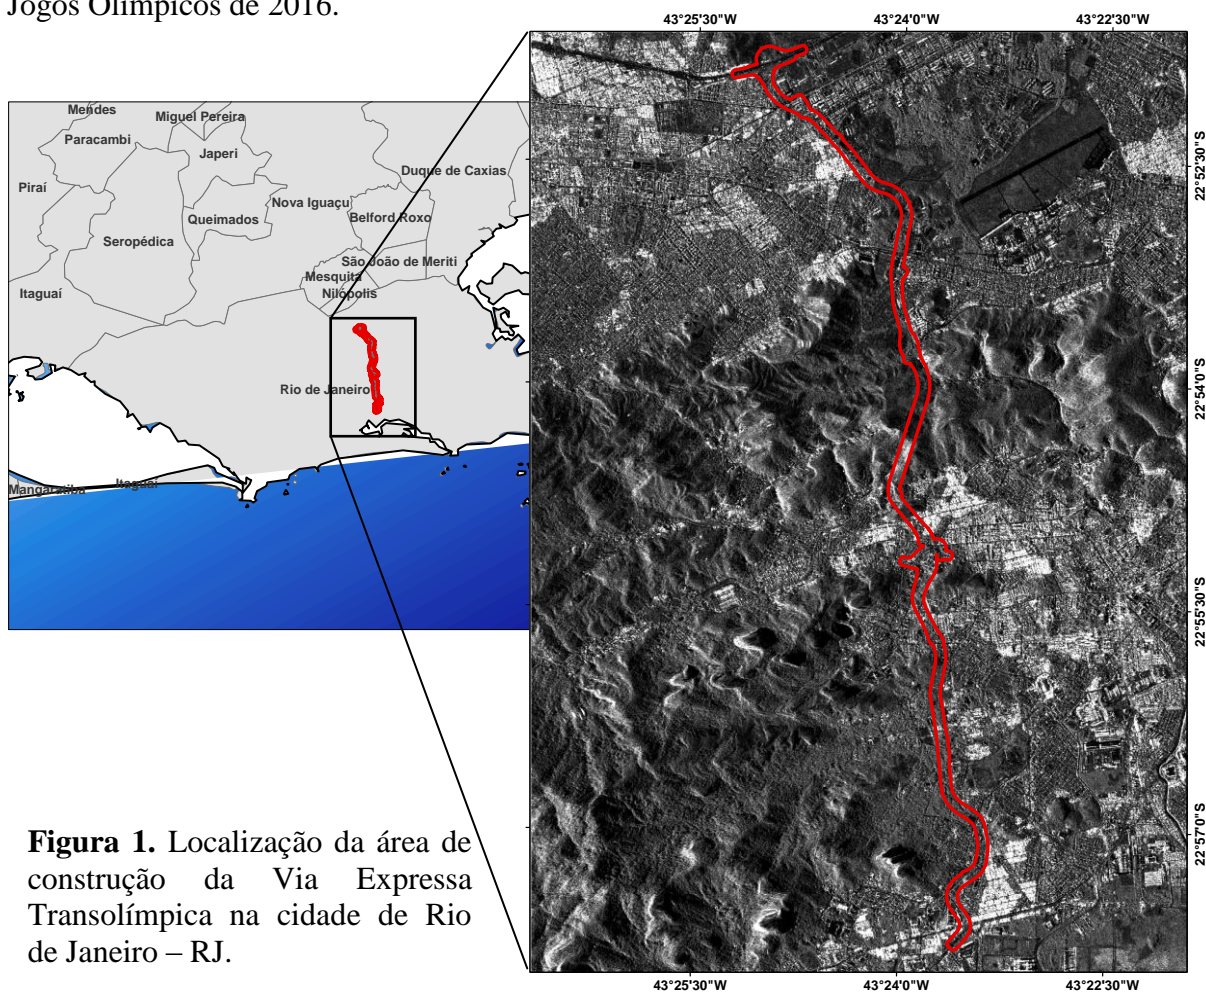 Jogos Olímpicos de 2016.
43°25'30"W
43°24'0"W
43°22'30"W
Mendes
Miguel Pereira
Paracambi
Japeri
Duque de Caxias
Piraí
Nova Iguaçu
Queimados
Belford Roxo
Seropédica
São João de Meriti
Mesquita
Itaguaí
Nilópolis
Rio de Janeiro
Mangaratiba
Itaguaí
22°52'30"S
22°54'0"S
22°55'30"S
22°57'0"S
Figura 1. Localização da área de
construção da Via Expressa
Transolímpica na cidade de Rio
de Janeiro – RJ.
43°25'30"W
43°24'0"W
43°22'30"W